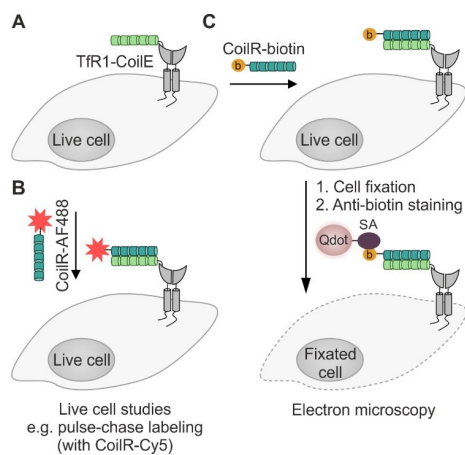 A
TfR1-CoilE
Live cell
B
CoilR-AF488
Live cell
Live cell studies
e.g. pulse-chase labeling
(with CoilR-Cy5)
C
CoilR-biotin
b
b
Live cell
1. Cell fixation
2. Anti-biotin staining
Qdot
SA
b
Fixated
cell
Electron microscopy